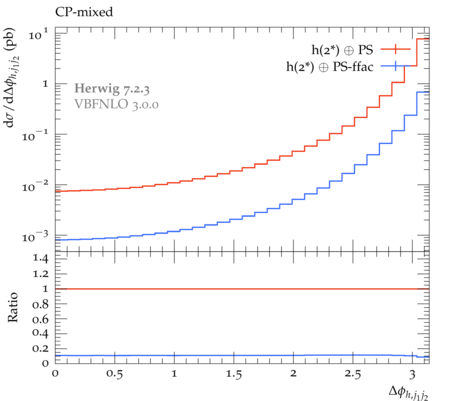 CP-mixed
dσ/dΔϕh,j1j2 (pb)
10¹
h(2*) ⊕ PS
h(2*) ⊕ PS-ffac
1
Herwig 7.2.3
VBFNLO 3.0.0
10⁻¹
10⁻²
10⁻³
Ratio
1.4
1.2
1
0.8
0.6
0.4
0.2
0
0 0.5 1 1.5 2 2.5 3
Δϕh,j1j2